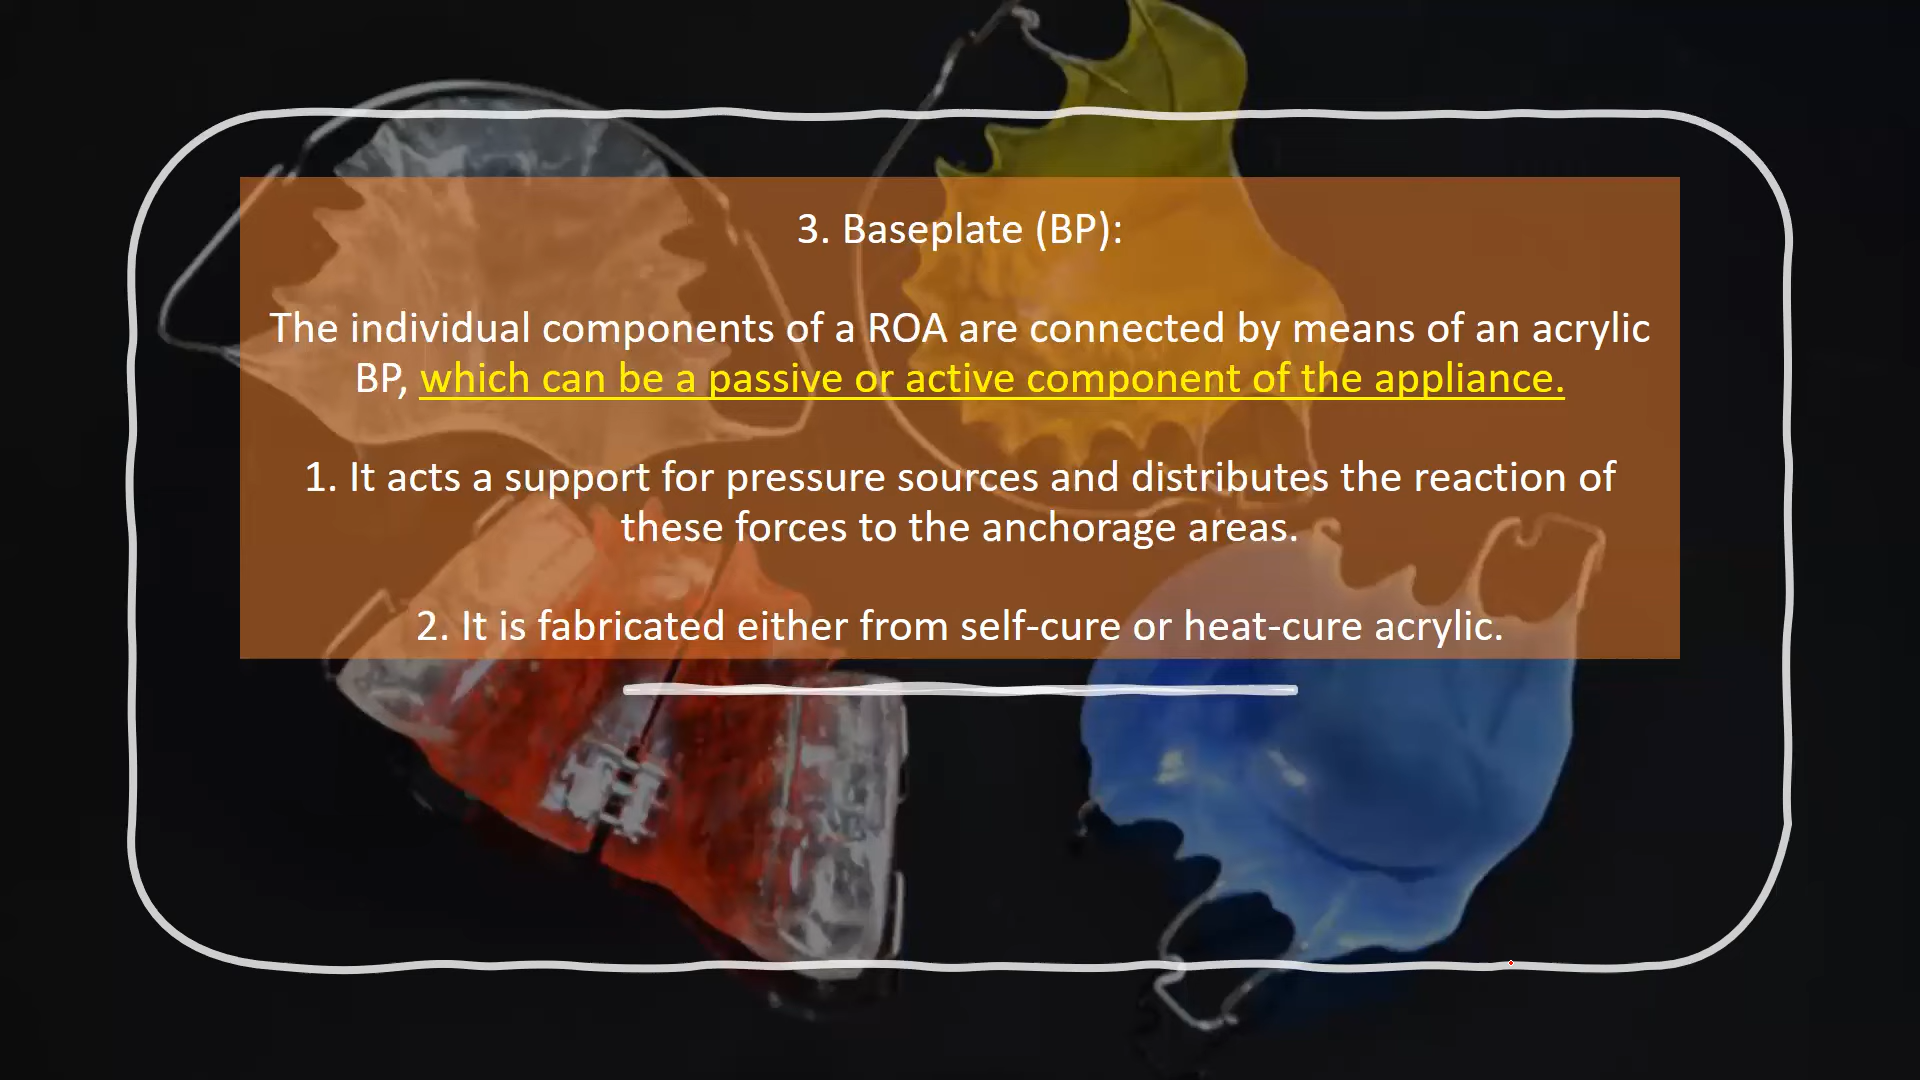 3. Baseplate (BP):
The individual components of a ROA are connected by means of an acrylic
BP, which can be a passive or active component of the appliance.
1. It acts a support for pressure sources and distributes the reaction of
these forces to the anchorage areas.
2. It is fabricated either from self-cure or heat-cure acrylic.